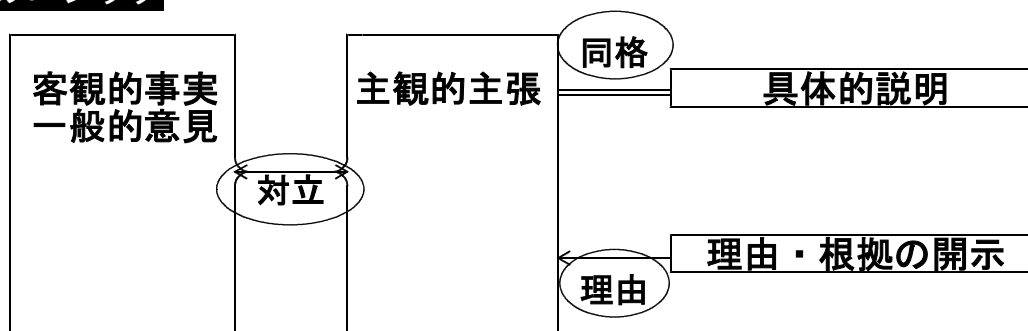 同格
客観的事実
一般的意見
主観的主張
具体的説明
対立
理由・根拠の開示
理由